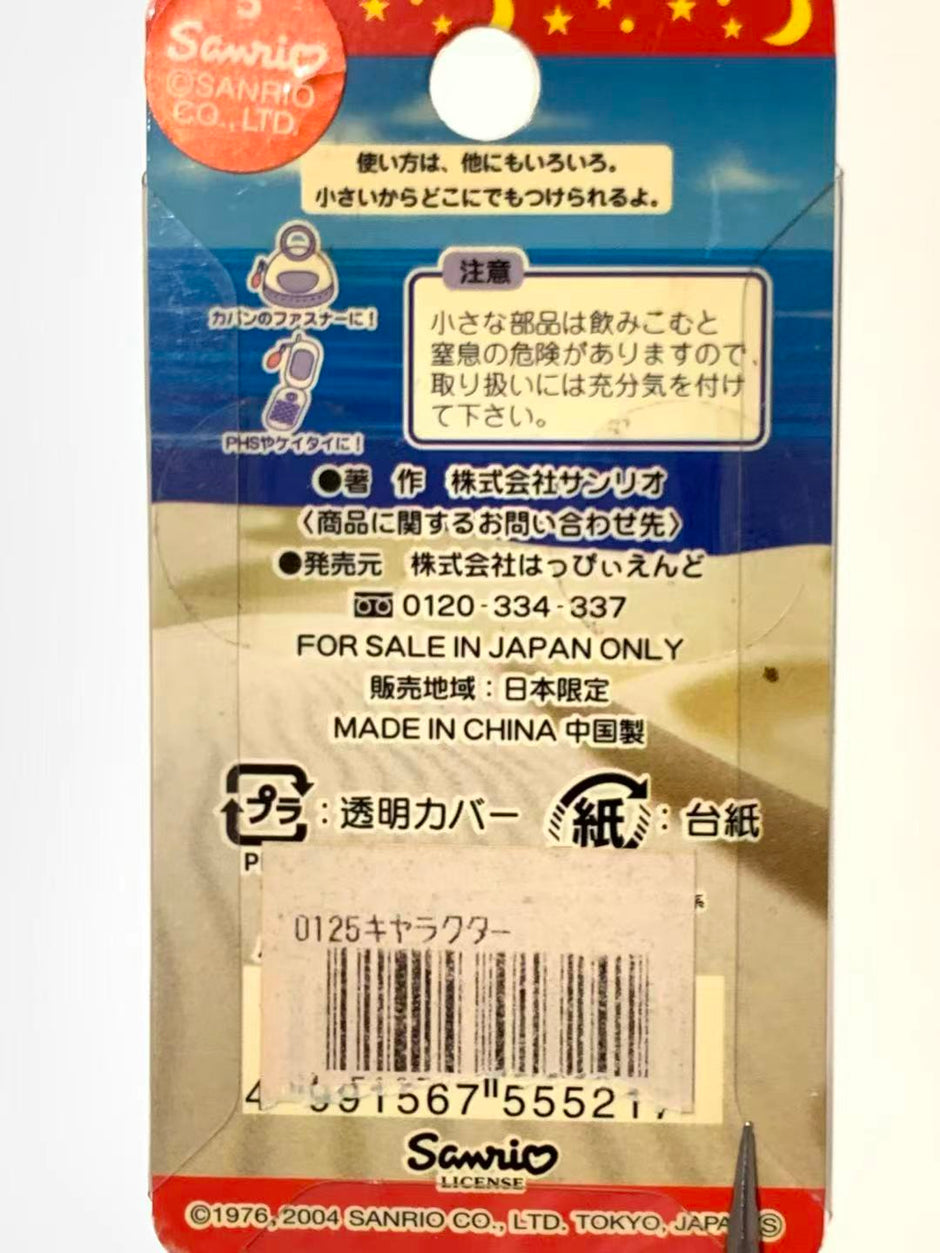 S
Sanrio
©SANRIO
CO., LTD.
使い方は、他にもいろいろ。
小さいからどこにでもつけられるよ。
カバンのファスナーに！
PHSやケイタイに！
注意
小さな部品は飲みこむと
窒息の危険がありますので、
取り扱いには充分気を付け
て下さい。
●著　作　株式会社サンリオ
〈商品に関するお問い合わせ先〉
●発売元　株式会社はっぴぃえんど
0120-334-337
FOR SALE IN JAPAN ONLY
販売地域：日本限定
MADE IN CHINA 中国製
プラ：透明カバー　紙：台紙
P
系
0125キャラクター
4 991567 555217
Sanrio
LICENSE
©1976, 2004 SANRIO CO., LTD. TOKYO, JAPA Ⓢ